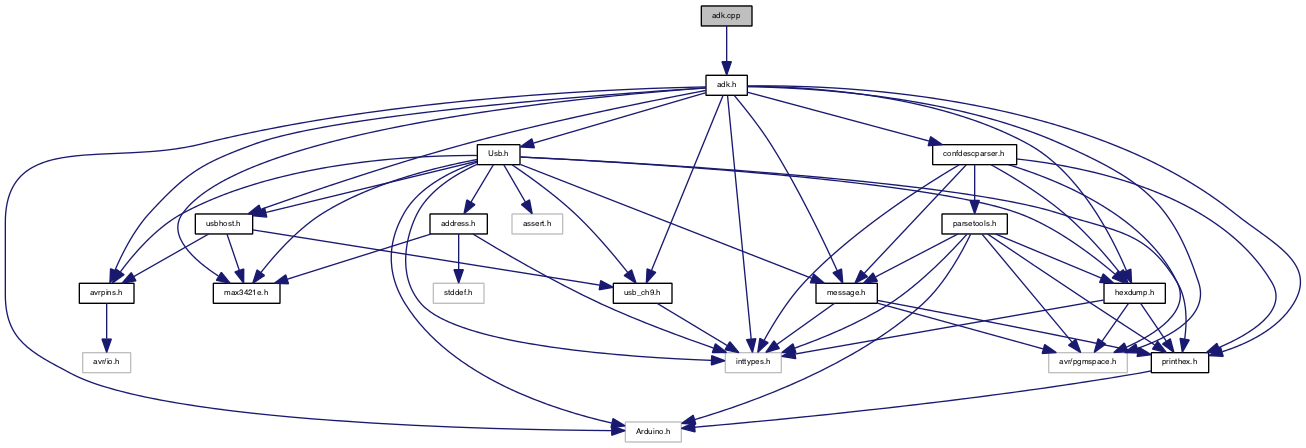 adk.cpp
adk.h
Usb.h
confdescparser.h
usbhost.h
address.h
assert.h
parsetools.h
avrpins.h
max3421e.h
stddef.h
usb_ch9.h
message.h
hexdump.h
avr/io.h
inttypes.h
avr/pgmspace.h
printhex.h
Arduino.h